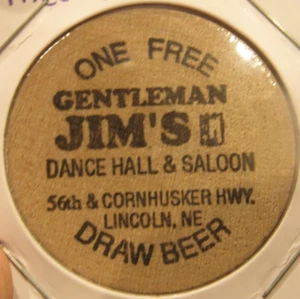 ONE FREE
GENTLEMAN
JIM'S
DANCE HALL & SALOON
56th & CORNHUSKER HWY.
LINCOLN, NE
DRAW BEER